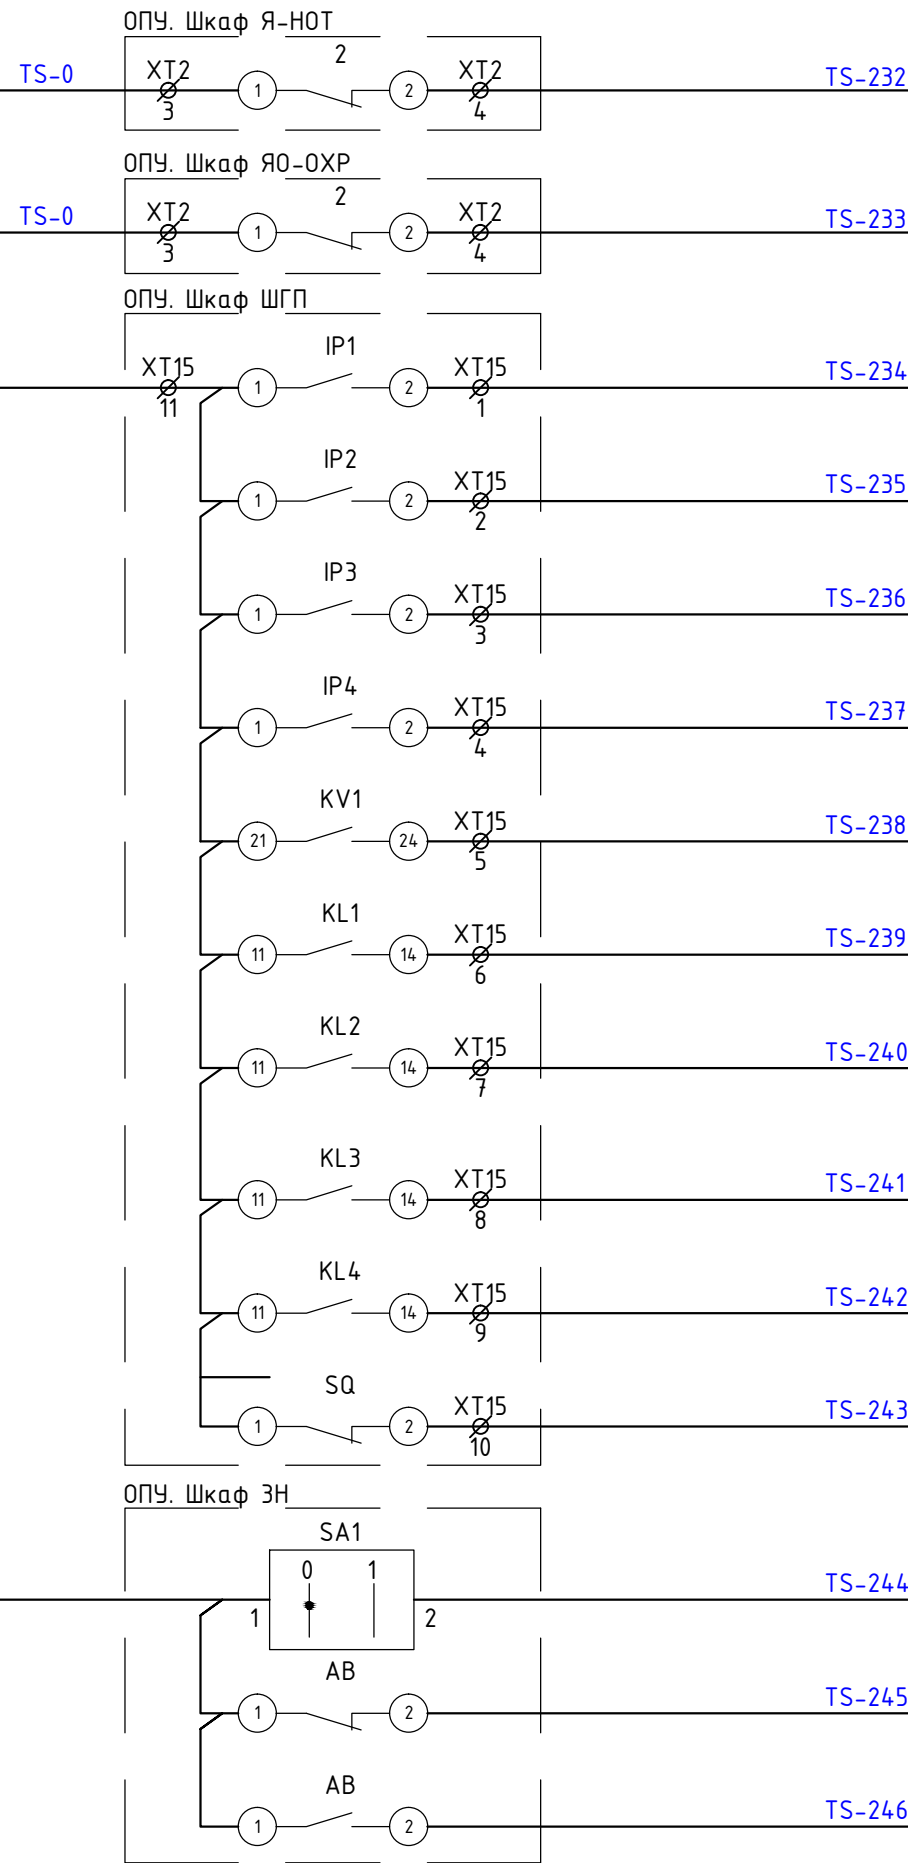 ОПУ. Шкаф Я-НОТ
2
TS-0 XT2 1 2 XT2 TS-232
3 4
ОПУ. Шкаф ЯО-ОХР
2
TS-0 XT2 1 2 XT2 TS-233
3 4
ОПУ. Шкаф ШГП
IP1
XT15 1 2 XT15 TS-234
11 1
IP2
1 2 XT15 TS-235
2
IP3
1 2 XT15 TS-236
3
IP4
1 2 XT15 TS-237
4
KV1
21 24 XT15 TS-238
5
KL1
11 14 XT15 TS-239
6
KL2
11 14 XT15 TS-240
7
KL3
11 14 XT15 TS-241
8
KL4
11 14 XT15 TS-242
9
SQ
1 2 XT15 TS-243
10
ОПУ. Шкаф ЗН
SA1
0 1
1 2 TS-244
AB
1 2 TS-245
AB
1 2 TS-246